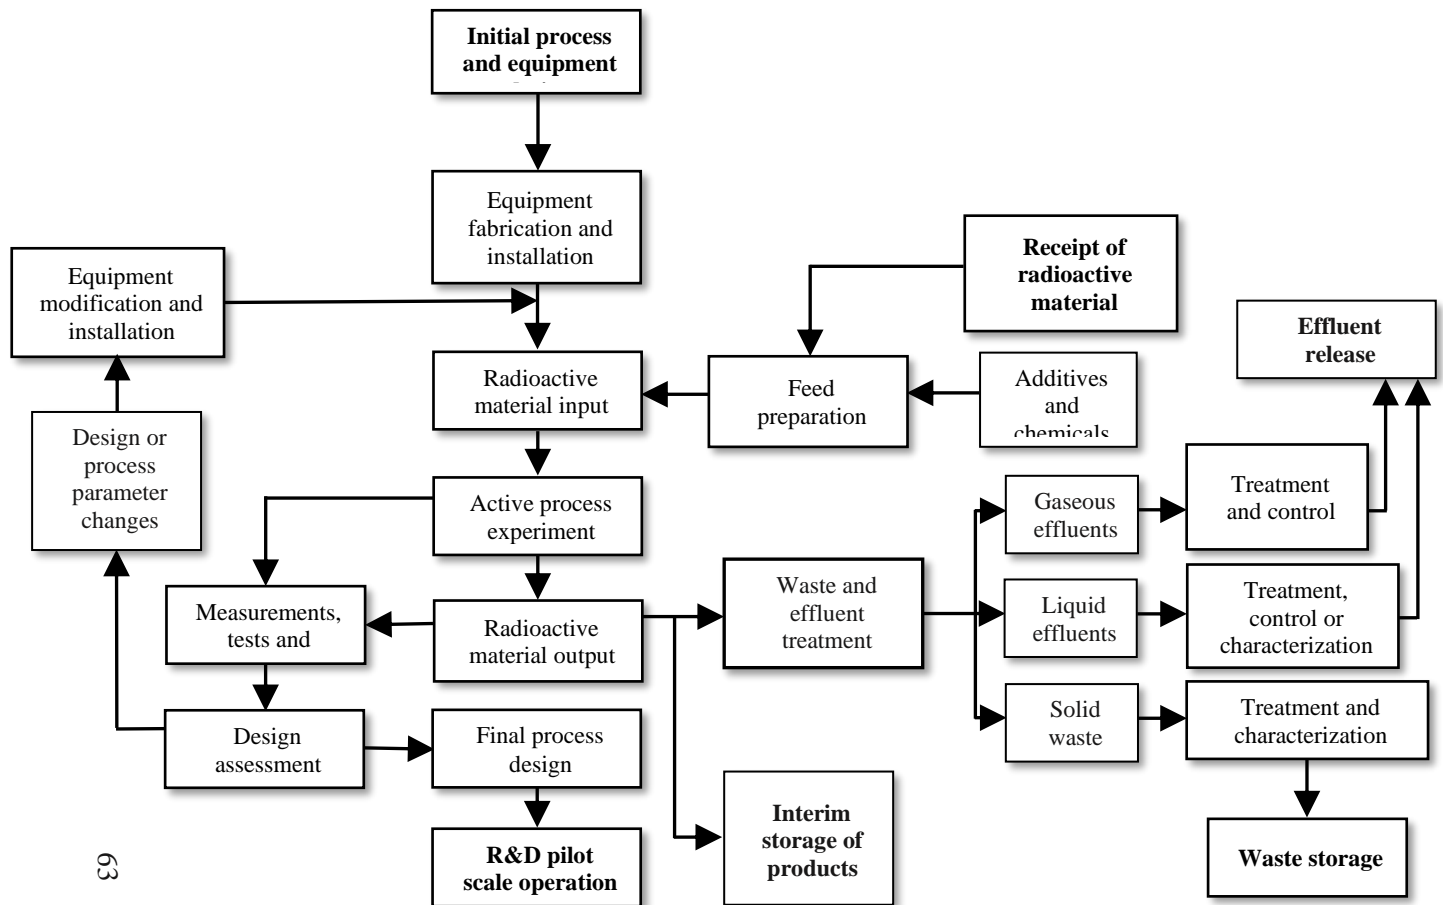 Initial process
and equipment
Equipment
fabrication and
installation
Equipment
modification and
installation
Receipt of
radioactive
material
Effluent
release
Radioactive
material input
Feed
preparation
Additives
and
chemicals
Design or
process
parameter
changes
Active process
experiment
Gaseous
effluents
Treatment
and control
Measurements,
tests and
Radioactive
material output
Waste and
effluent
treatment
Liquid
effluents
Treatment,
control or
characterization
Design
assessment
Final process
design
Solid
waste
Treatment and
characterization
Interim
storage of
products
R&D pilot
scale operation
Waste storage
63